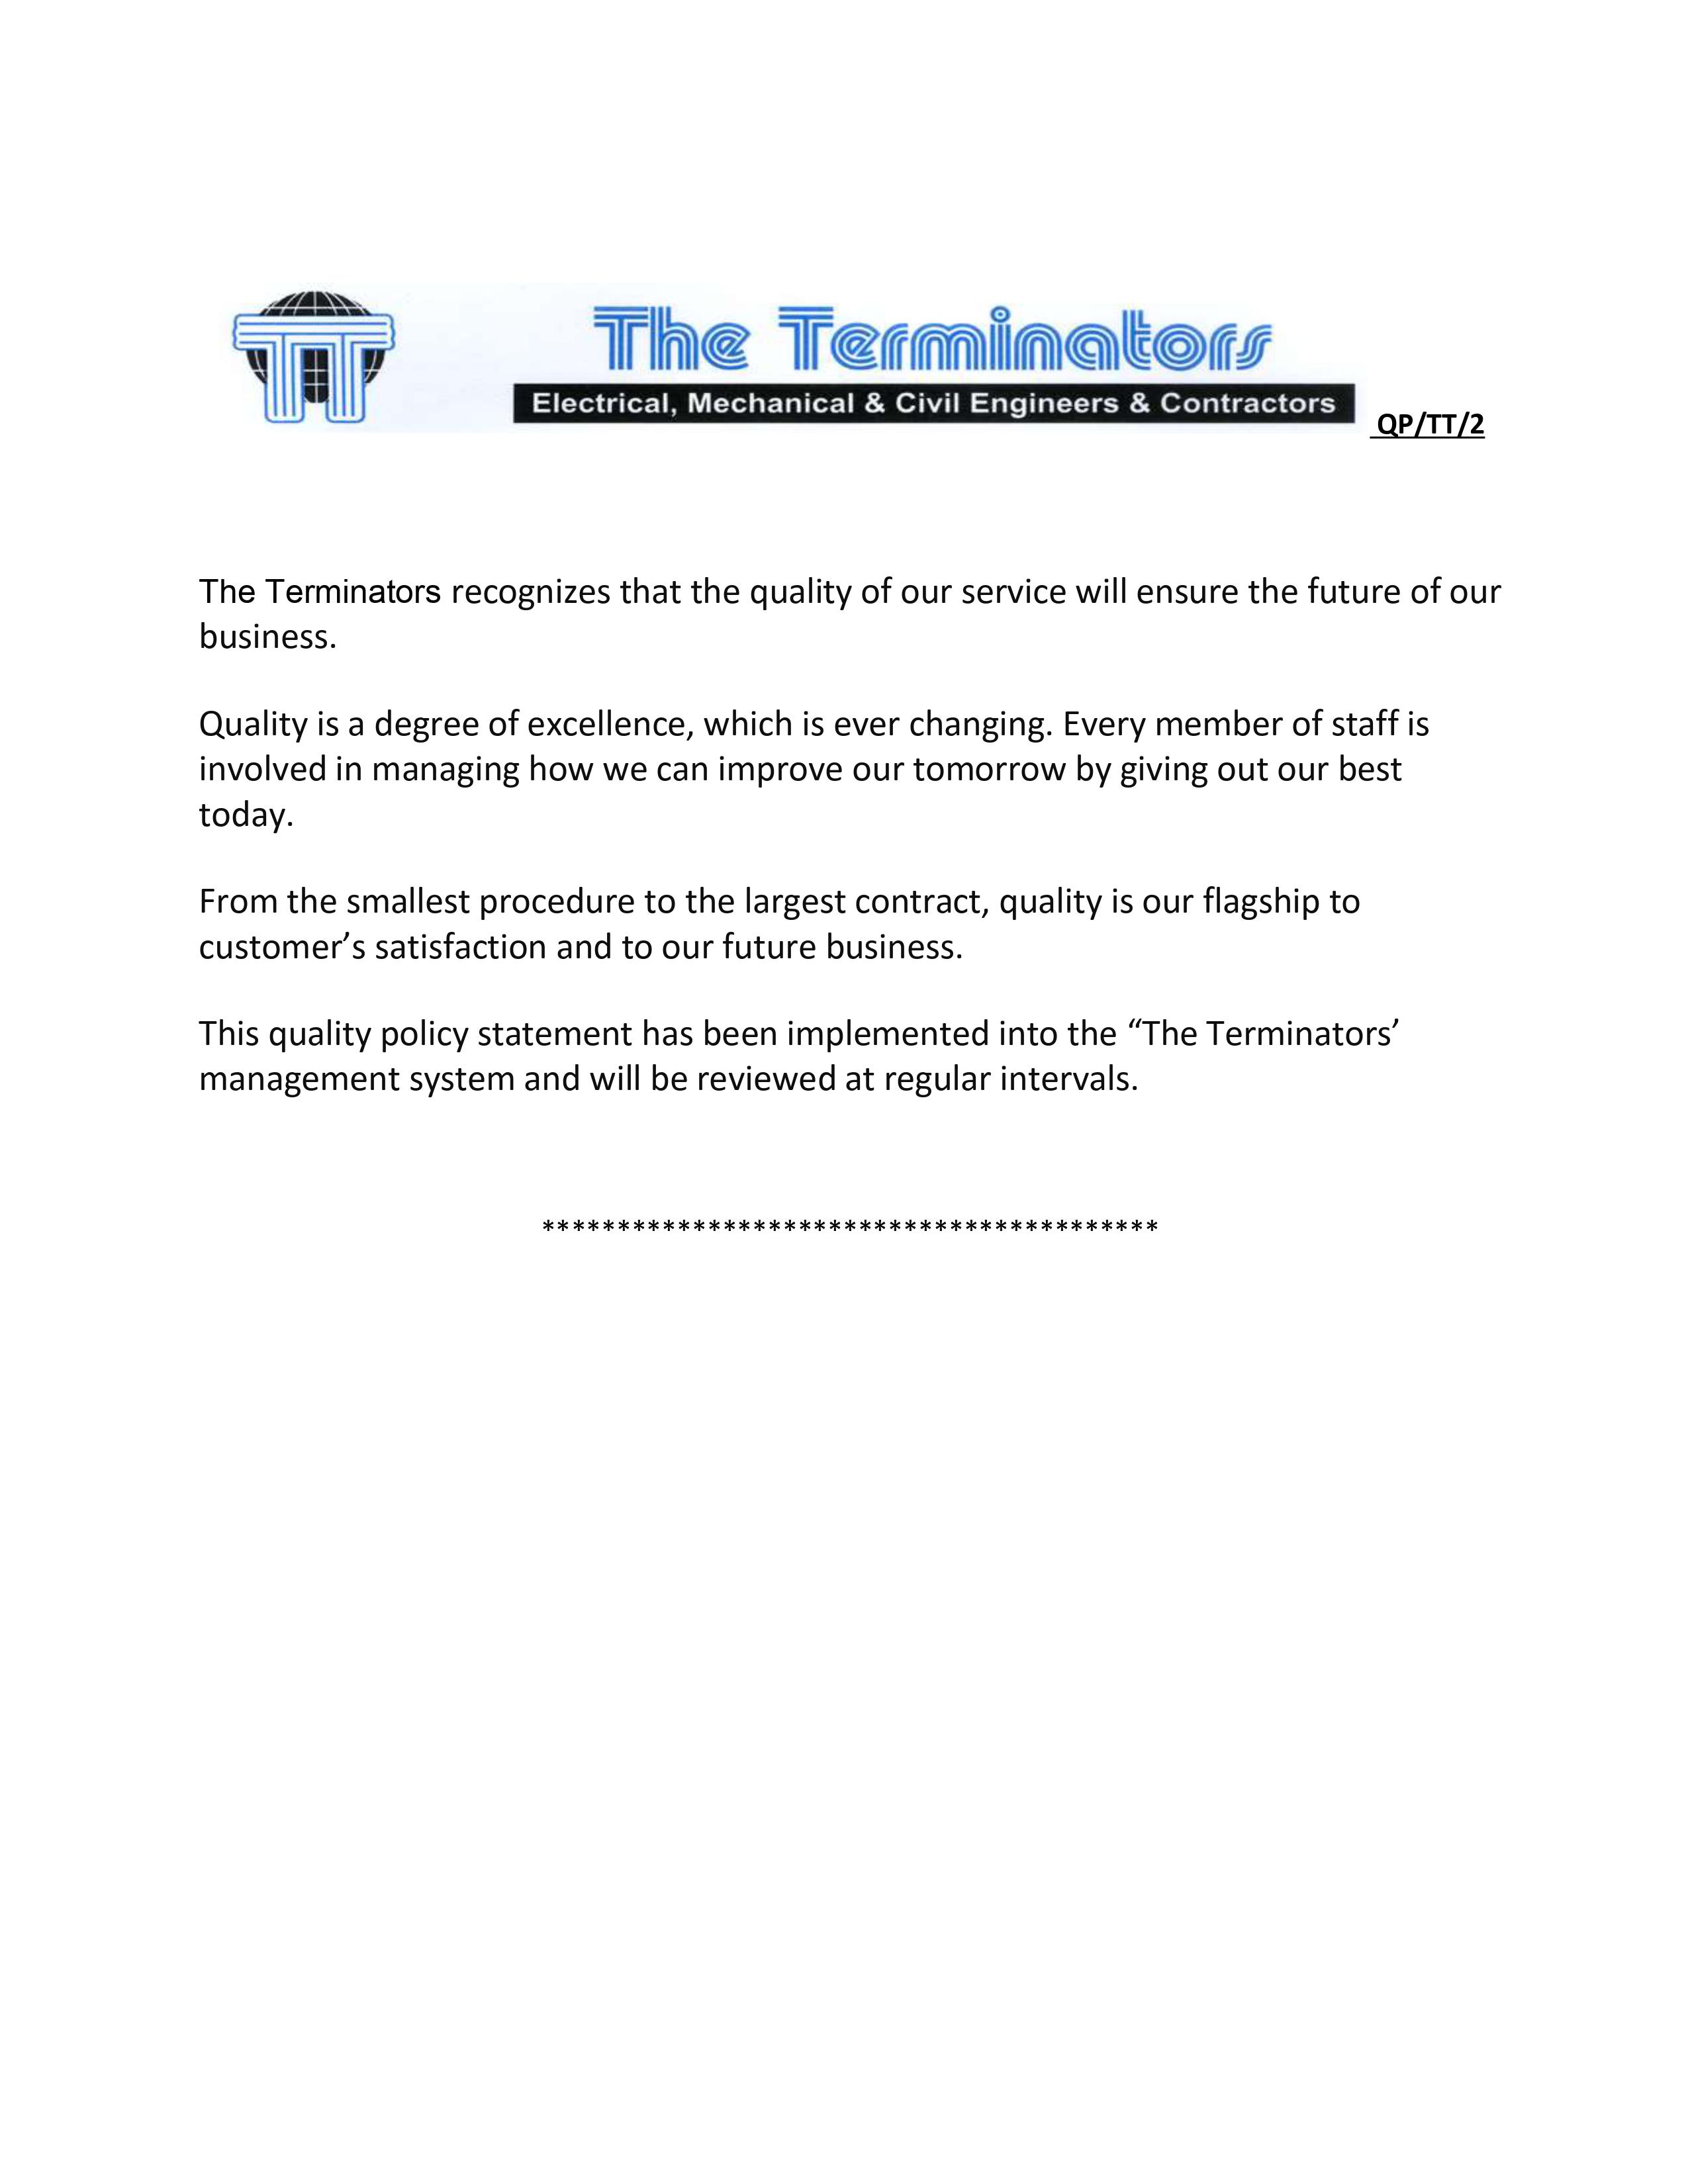 TT
The Terminators
Electrical, Mechanical & Civil Engineers & Contractors
QP/TT/2
The Terminators recognizes that the quality of our service will ensure the future of our
business.
Quality is a degree of excellence, which is ever changing. Every member of staff is
involved in managing how we can improve our tomorrow by giving out our best
today.
From the smallest procedure to the largest contract, quality is our flagship to
customer’s satisfaction and to our future business.
This quality policy statement has been implemented into the “The Terminators’
management system and will be reviewed at regular intervals.
*****************************************